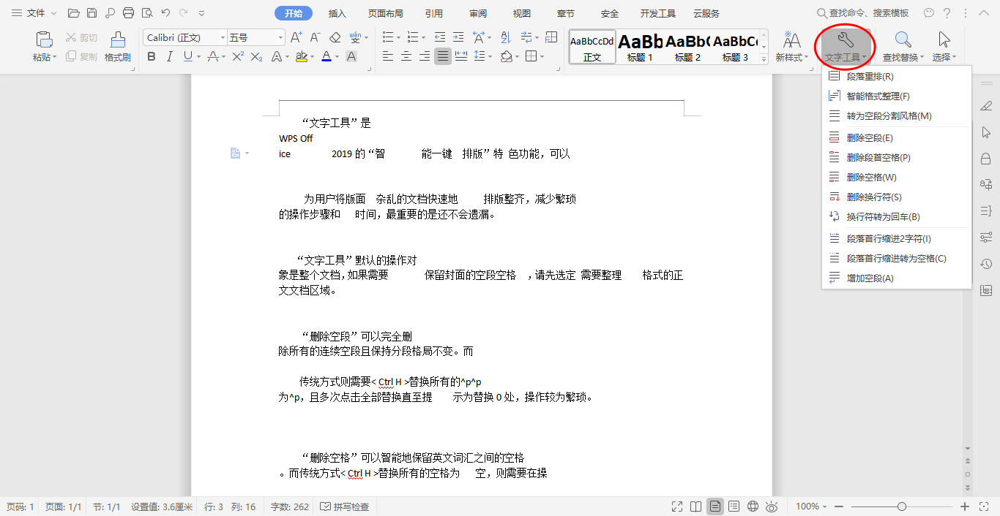 文件
开始 插入 页面布局 引用 审阅 视图 章节 安全 开发工具 云服务 查找命令、搜索模板
粘贴 剪切 复制 格式刷
Calibri (正文) 五号
AaBbCcDd AaBb AaBb( AaBbC
正文 标题 1 标题 2 标题 3
新样式 文字工具 查找替换 选择
段落重排(R)
智能格式整理(F)
转为空段分割风格(M)
删除空段(E)
删除段首空格(P)
删除空格(W)
删除换行符(S)
换行符转为回车(B)
段落首行缩进2字符(I)
段落首行缩进转为空格(C)
增加空段(A)
“文字工具”是
WPS Off
ice 2019 的“智 能一键 排版”特 色功能，可以
为用户将版面 杂乱的文档快速地 排版整齐，减少繁琐
的操作步骤和 时间，最重要的是还不会遗漏。
“文字工具”默认的操作对
象是整个文档，如果需要 保留封面的空段空格 ，请先选定 需要整理 格式的正
文文档区域。
“删除空段”可以完全删
除所有的连续空段且保持分段格局不变。而
传统方式则需要< Ctrl H >替换所有的^p^p
为^p，且多次点击全部替换直至提 示为替换 0 处，操作较为繁琐。
“删除空格”可以智能地保留英文词汇之间的空格
。而传统方式< Ctrl H >替换所有的空格为 空，则需要在操
页码: 1 页面: 1/1 节: 1/1 设置值: 3.6厘米 行: 3 列: 16 字数: 262 拼写检查 100%